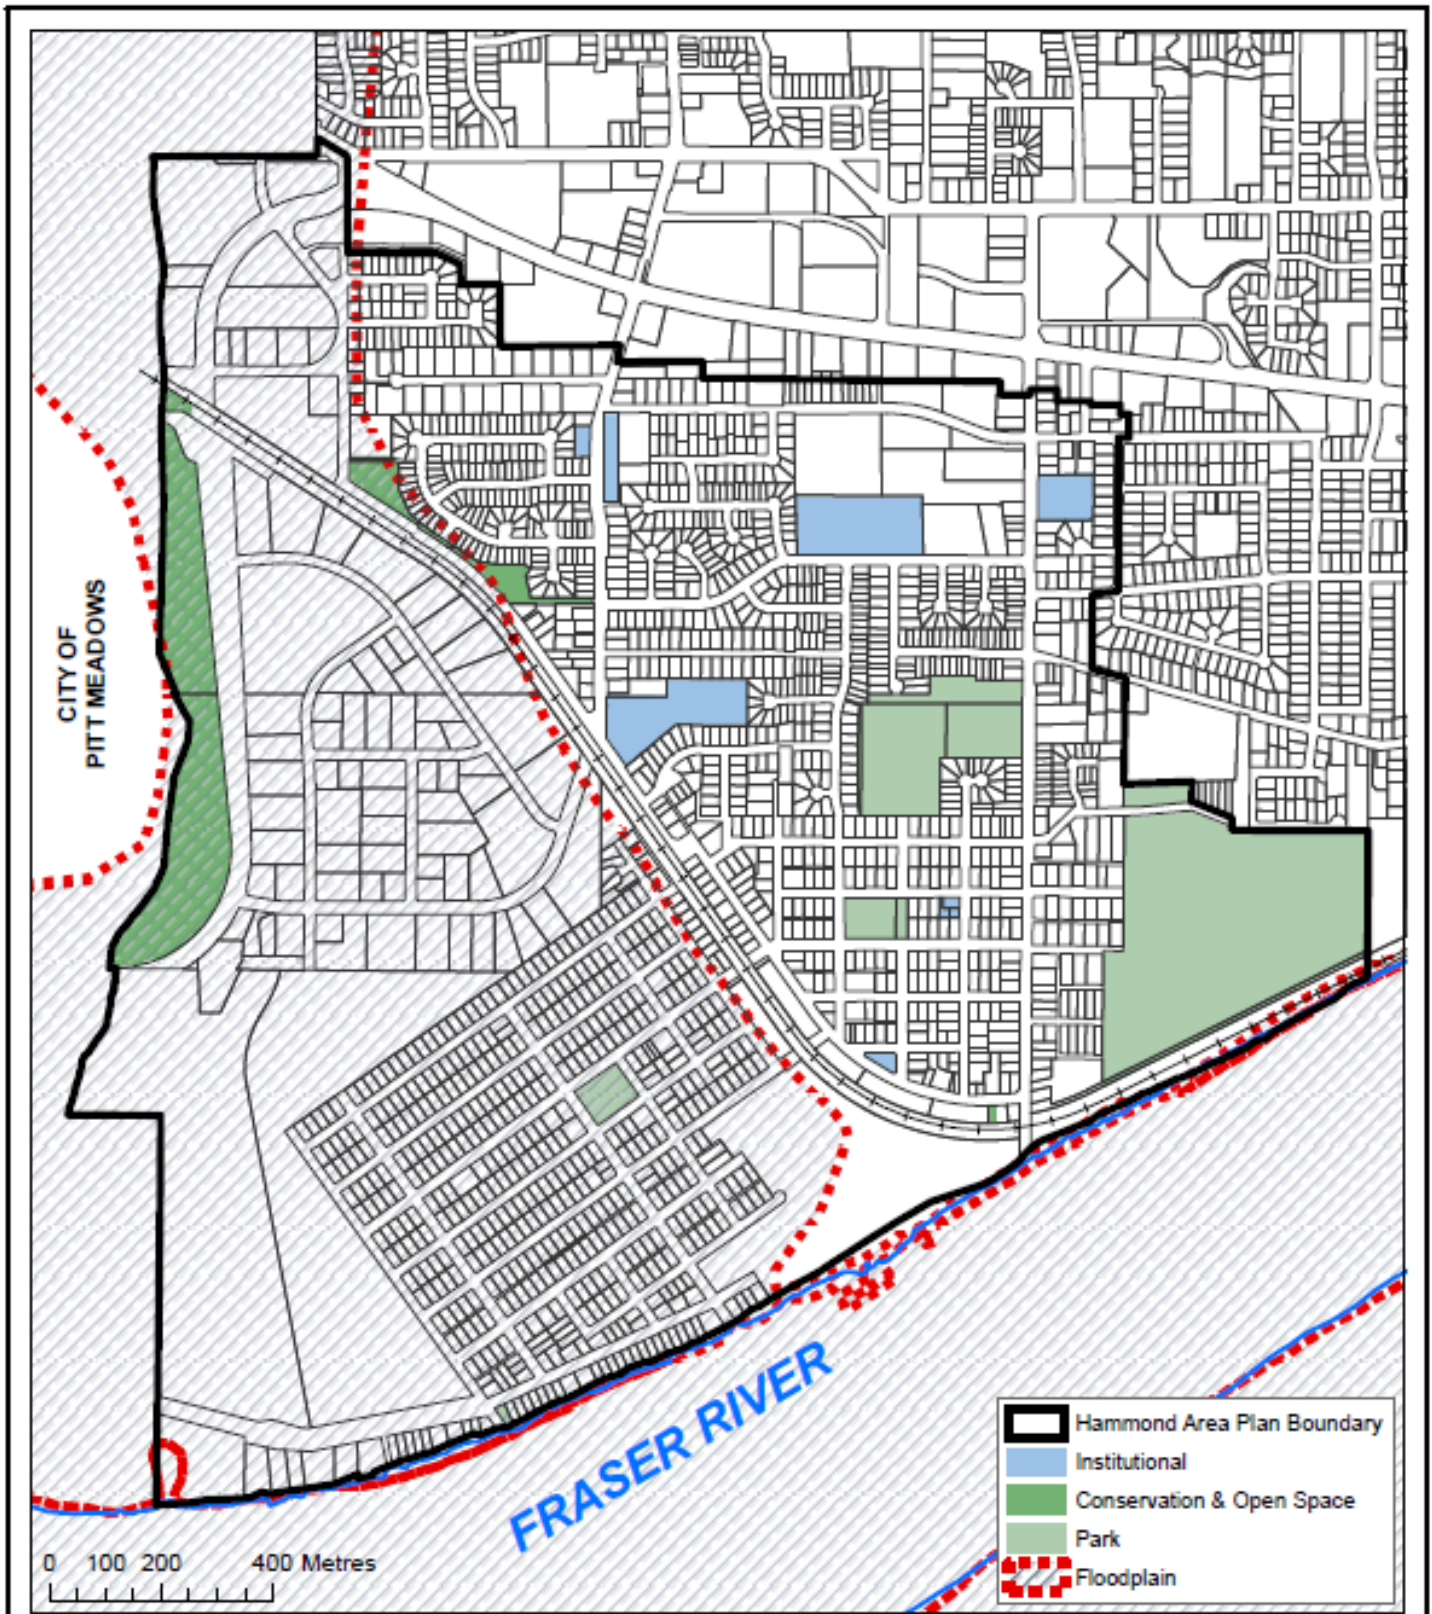 CITY OF
PITT MEADOWS
FRASER RIVER
Hammond Area Plan Boundary
Institutional
Conservation & Open Space
Park
Floodplain
0 100 200 400 Metres